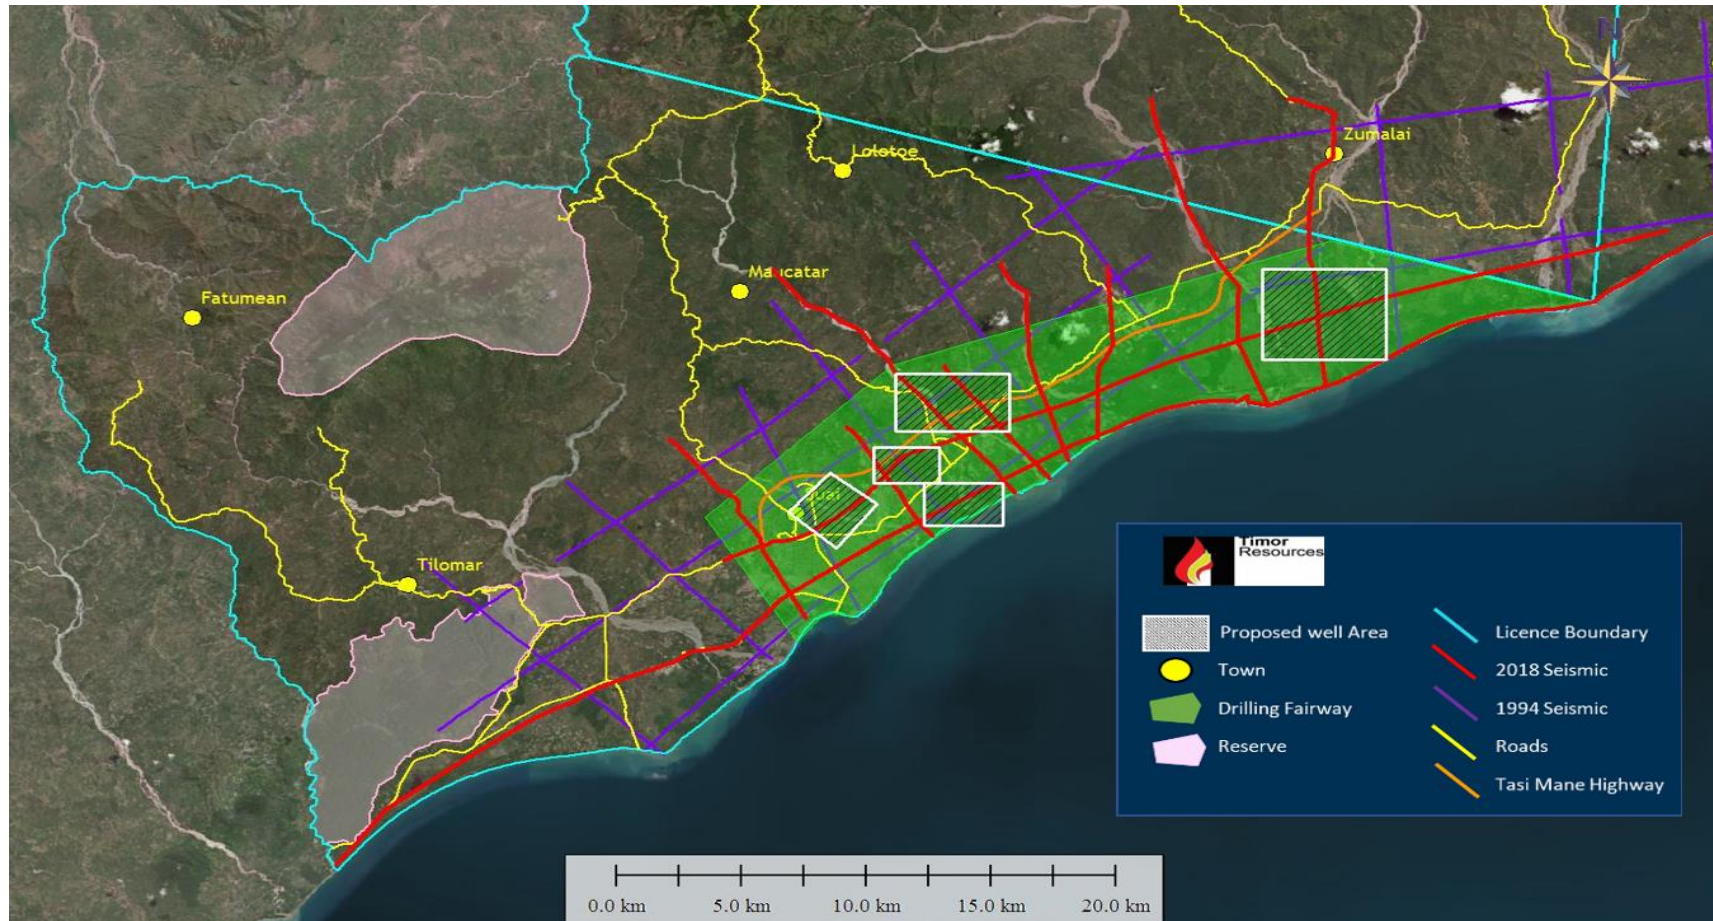 N
Zumalai
Lolotoe
Maucatar
Fatumean
Tilomar
Timor
Resources
Proposed well Area
Town
Drilling Fairway
Reserve
Licence Boundary
2018 Seismic
1994 Seismic
Roads
Tasi Mane Highway
0.0 km 5.0 km 10.0 km 15.0 km 20.0 km